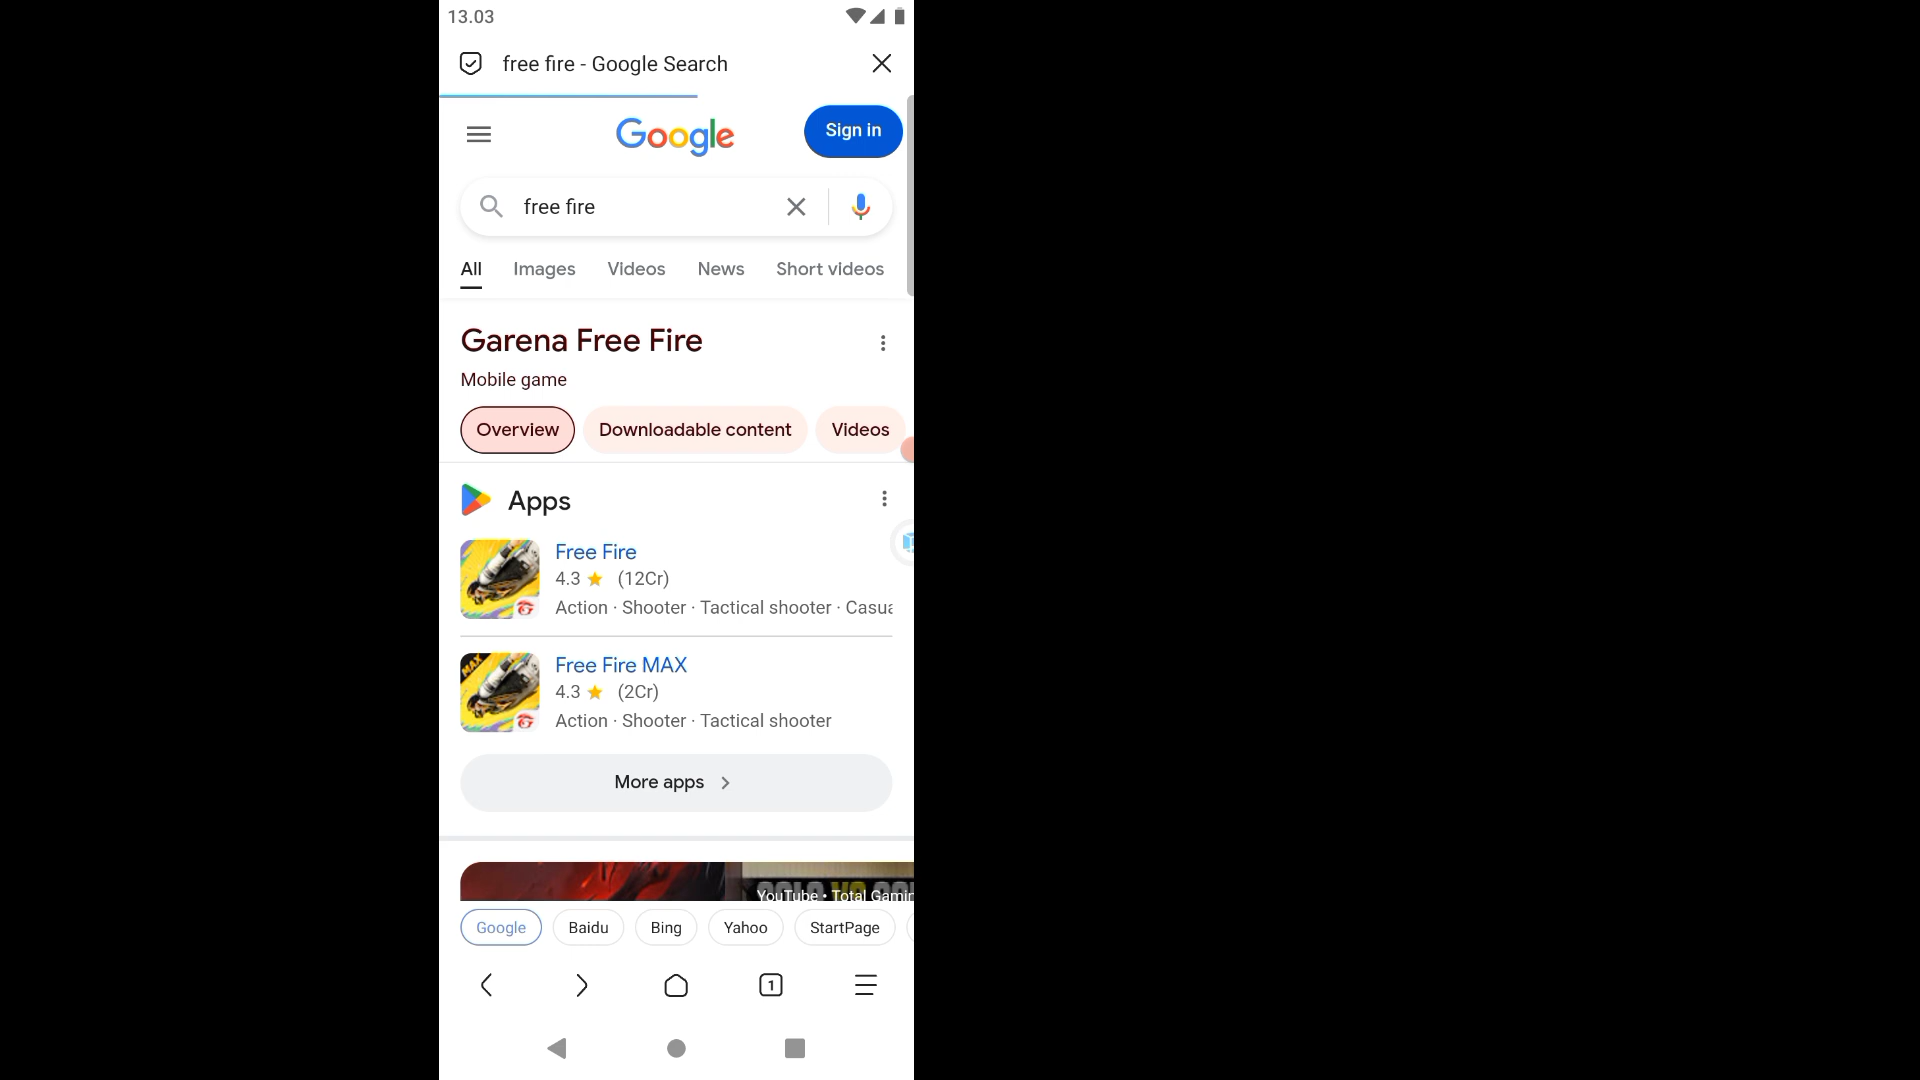 13.03
free fire - Google Search
Google
Sign in
free fire
All Images Videos News Short videos
Garena Free Fire
Mobile game
Overview Downloadable content Videos
Apps
Free Fire
4.3 (12Cr)
Action · Shooter · Tactical shooter · Casua
MAX
Free Fire MAX
4.3 (2Cr)
Action · Shooter · Tactical shooter
More apps
YouTube • Total Gamin
Google Baidu Bing Yahoo StartPage
1